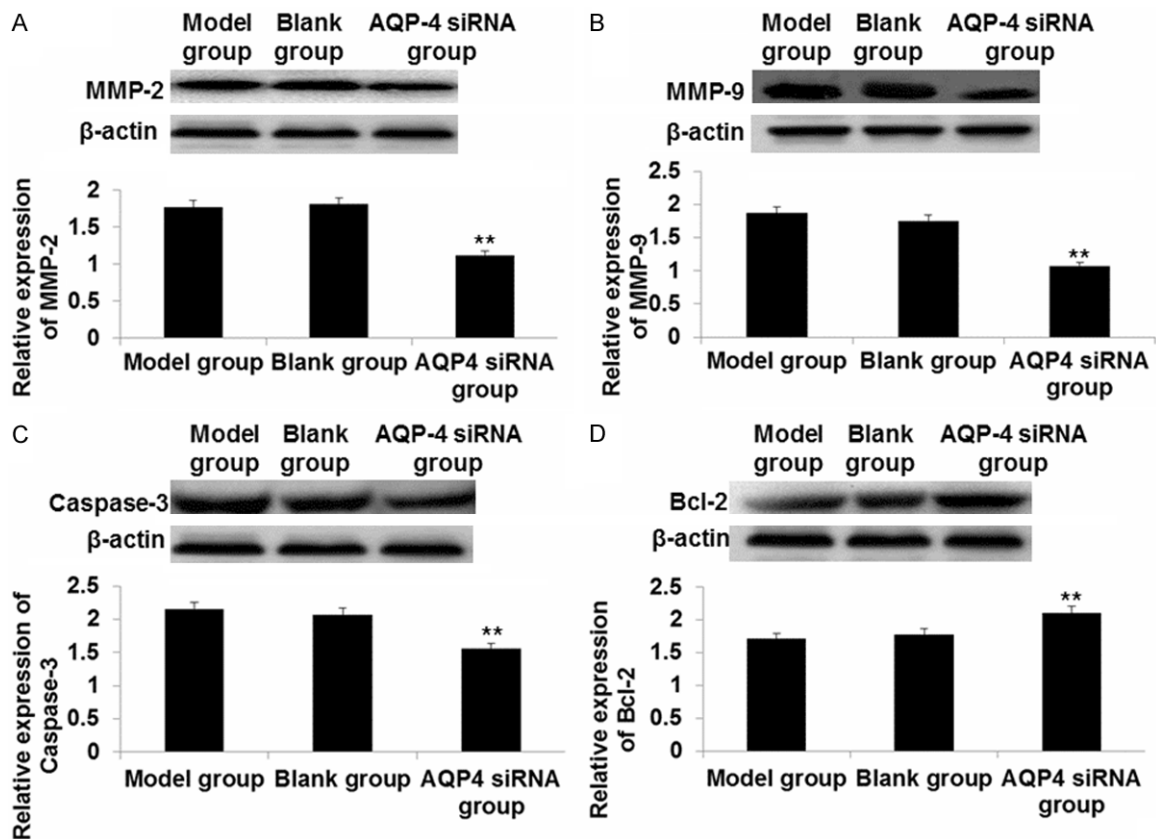 A
Model Blank AQP-4 siRNA
group group group
MMP-2
β-actin
Relative expression
of MMP-2
2
1.5
1
0.5
0
**
Model group Blank group AQP4 siRNA
group
B
Model Blank AQP-4 siRNA
group group group
MMP-9
β-actin
Relative expression
of MMP-9
2.5
2
1.5
1
0.5
0
**
Model group Blank group AQP4 siRNA
group
C
Model Blank AQP-4 siRNA
group group group
Caspase-3
β-actin
Relative expression of
Caspase-3
2.5
2
1.5
1
0.5
0
**
Model group Blank group AQP4 siRNA
group
D
Model Blank AQP-4 siRNA
group group group
Bcl-2
β-actin
Relative expression
of Bcl-2
2.5
2
1.5
1
0.5
0
**
Model group Blank group AQP4 siRNA
group